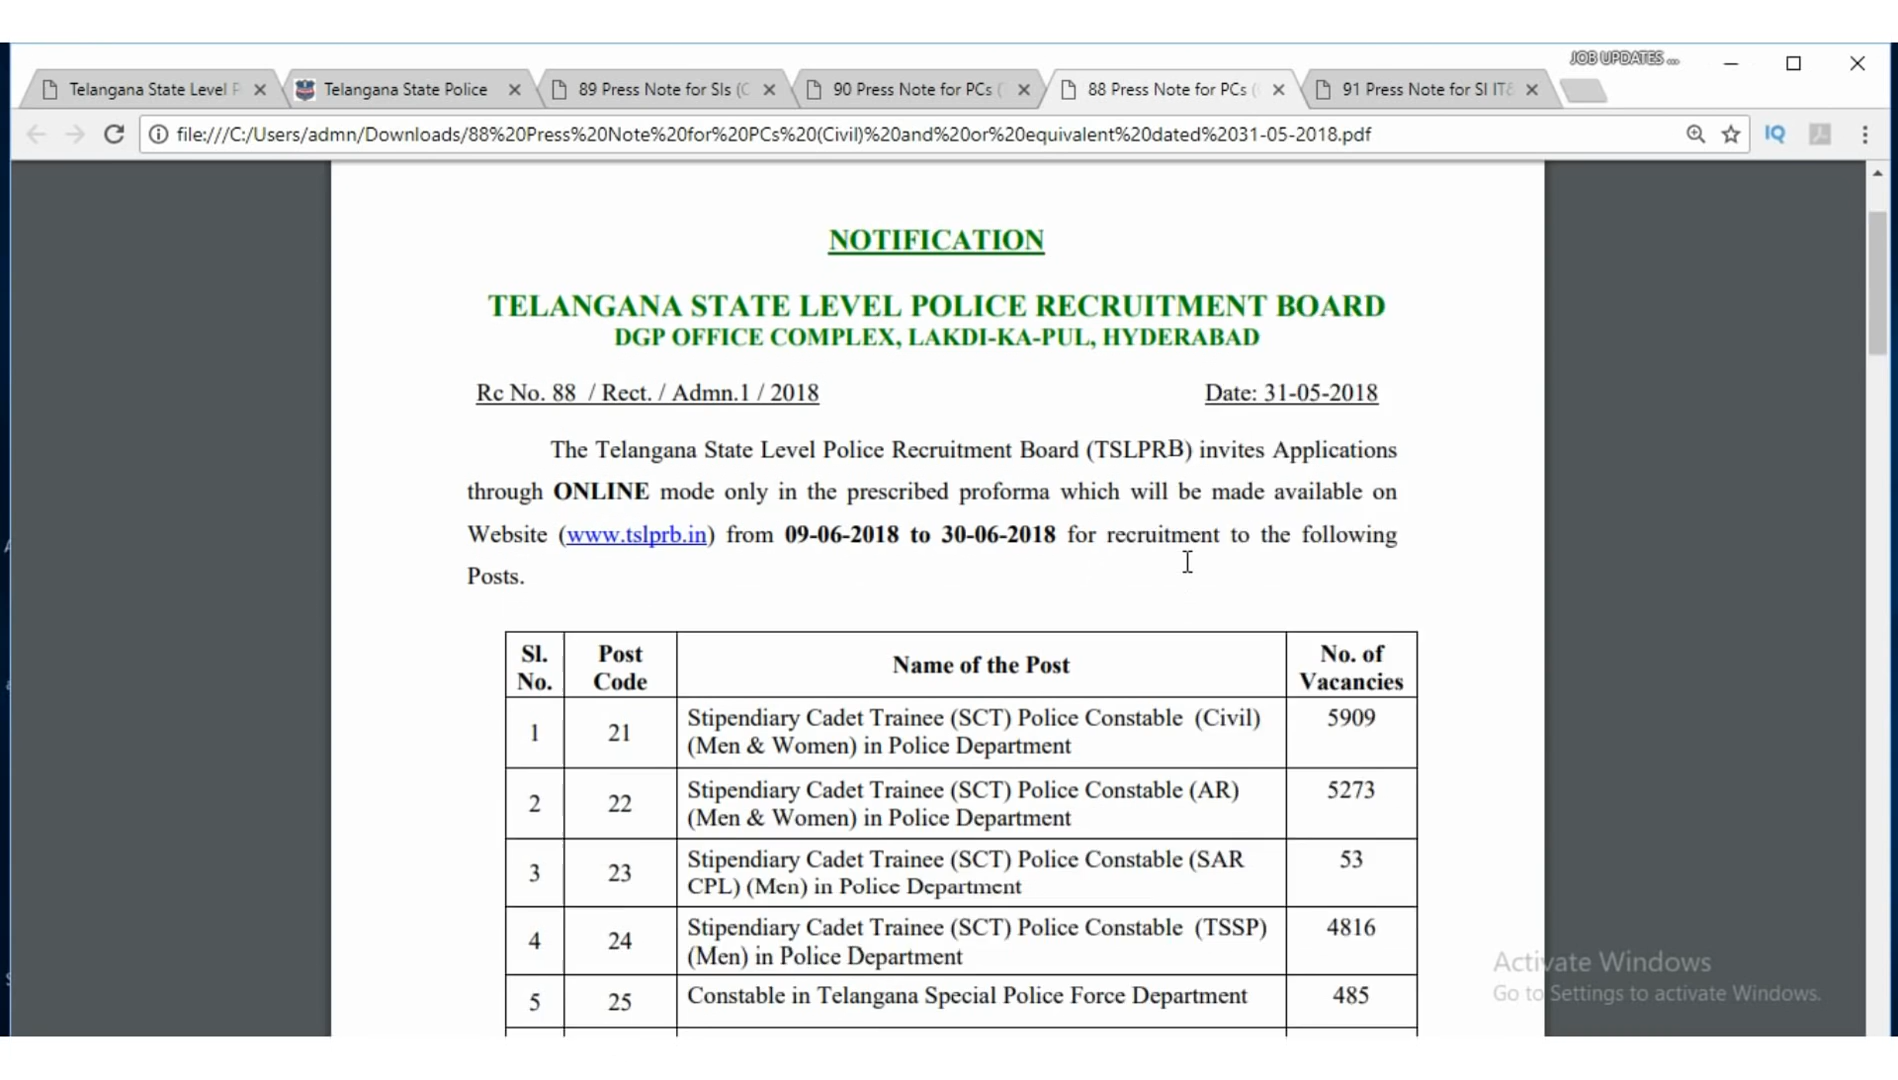 JOB UPDATES ...
Telangana State Level P
Telangana State Police
89 Press Note for SIs (C
90 Press Note for PCs (
88 Press Note for PCs (
91 Press Note for SI IT&
file:///C:/Users/admn/Downloads/88%20Press%20Note%20for%20PCs%20(Civil)%20and%20or%20equivalent%20dated%2031-05-2018.pdf
IQ
NOTIFICATION
TELANGANA STATE LEVEL POLICE RECRUITMENT BOARD
DGP OFFICE COMPLEX, LAKDI-KA-PUL, HYDERABAD
Rc No. 88 / Rect. / Admn.1 / 2018
Date: 31-05-2018
The Telangana State Level Police Recruitment Board (TSLPRB) invites Applications
through ONLINE mode only in the prescribed proforma which will be made available on
Website (www.tslprb.in) from 09-06-2018 to 30-06-2018 for recruitment to the following
Posts.
Sl. No. Post Code Name of the Post No. of Vacancies
1 21 Stipendiary Cadet Trainee (SCT) Police Constable (Civil) 5909
(Men & Women) in Police Department
2 22 Stipendiary Cadet Trainee (SCT) Police Constable (AR) 5273
(Men & Women) in Police Department
3 23 Stipendiary Cadet Trainee (SCT) Police Constable (SAR 53
CPL) (Men) in Police Department
4 24 Stipendiary Cadet Trainee (SCT) Police Constable (TSSP) 4816
(Men) in Police Department
5 25 Constable in Telangana Special Police Force Department 485
Activate Windows
Go to Settings to activate Windows.